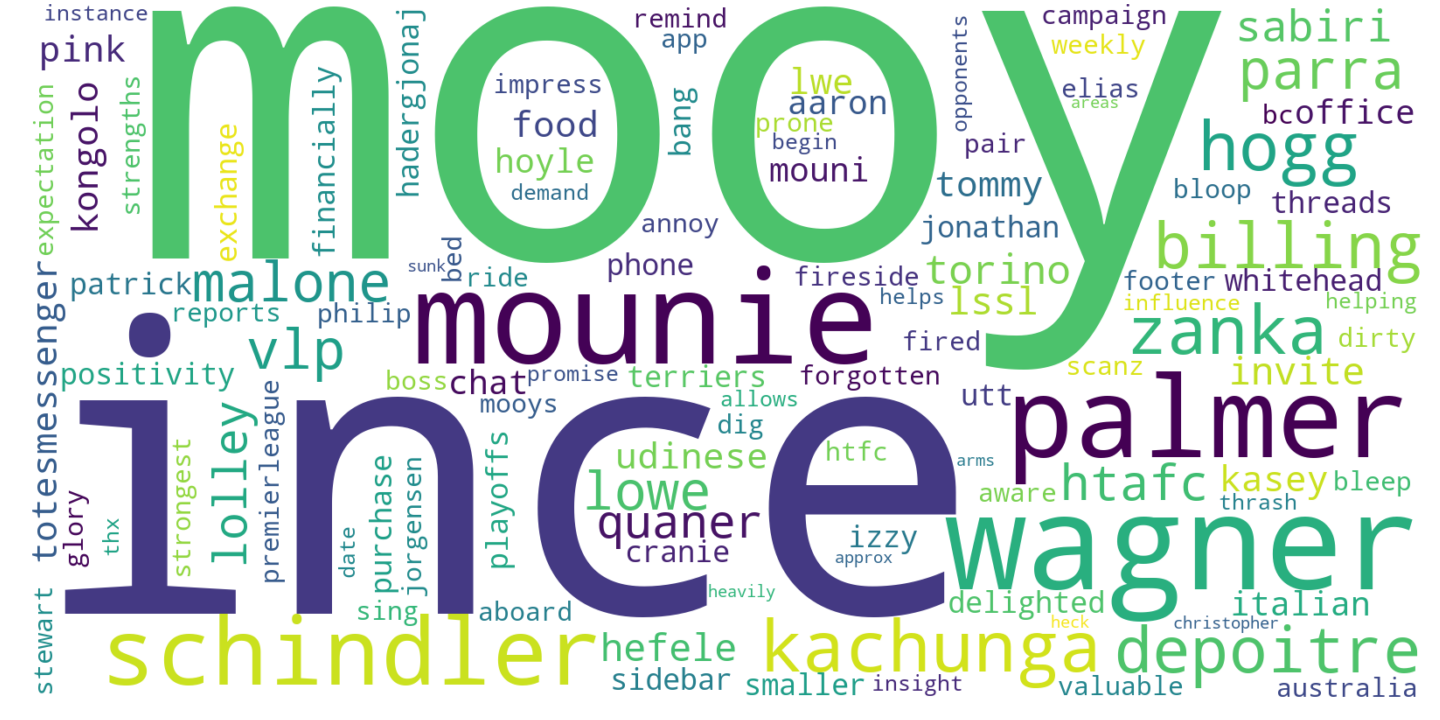 instance
pink
kongolo
strengths
expectation
exchange
financially
hadergjonaj
mooy
remind
app
bang
impress
food
hoyle
demand
lwe
aaron
prone
begin
mouni
opponents
campaign
weekly
elias
areas
sabiri
parra
bc
office
pair
hogg
tommy
bloop
threads
jonathan
annoy
billing
totesmessenger
patrick
malone
reports
philip
sunk
bed
ride
phone
fireside
helps
torino
lssl
footer
whitehead
influence
helping
mounie
vlp
fired
zanka
dirty
positivity
boss
chat
promise
terriers
forgotten
scanz
invite
mooys
allows
dig
utt
palmer
ince
premierleague
lolley
strongest
glory
thx
date
purchase
jorgensen
playoffs
udinese
htfc
lowe
quaner
cranie
izzy
approx
arms
aware
htafc
kasey
bleep
thrash
wagner
heavily
sing
aboard
delighted
italian
stewart
schindler
hefele
kachunga
heck
christopher
depoitre
sidebar
smaller
insight
valuable
australia